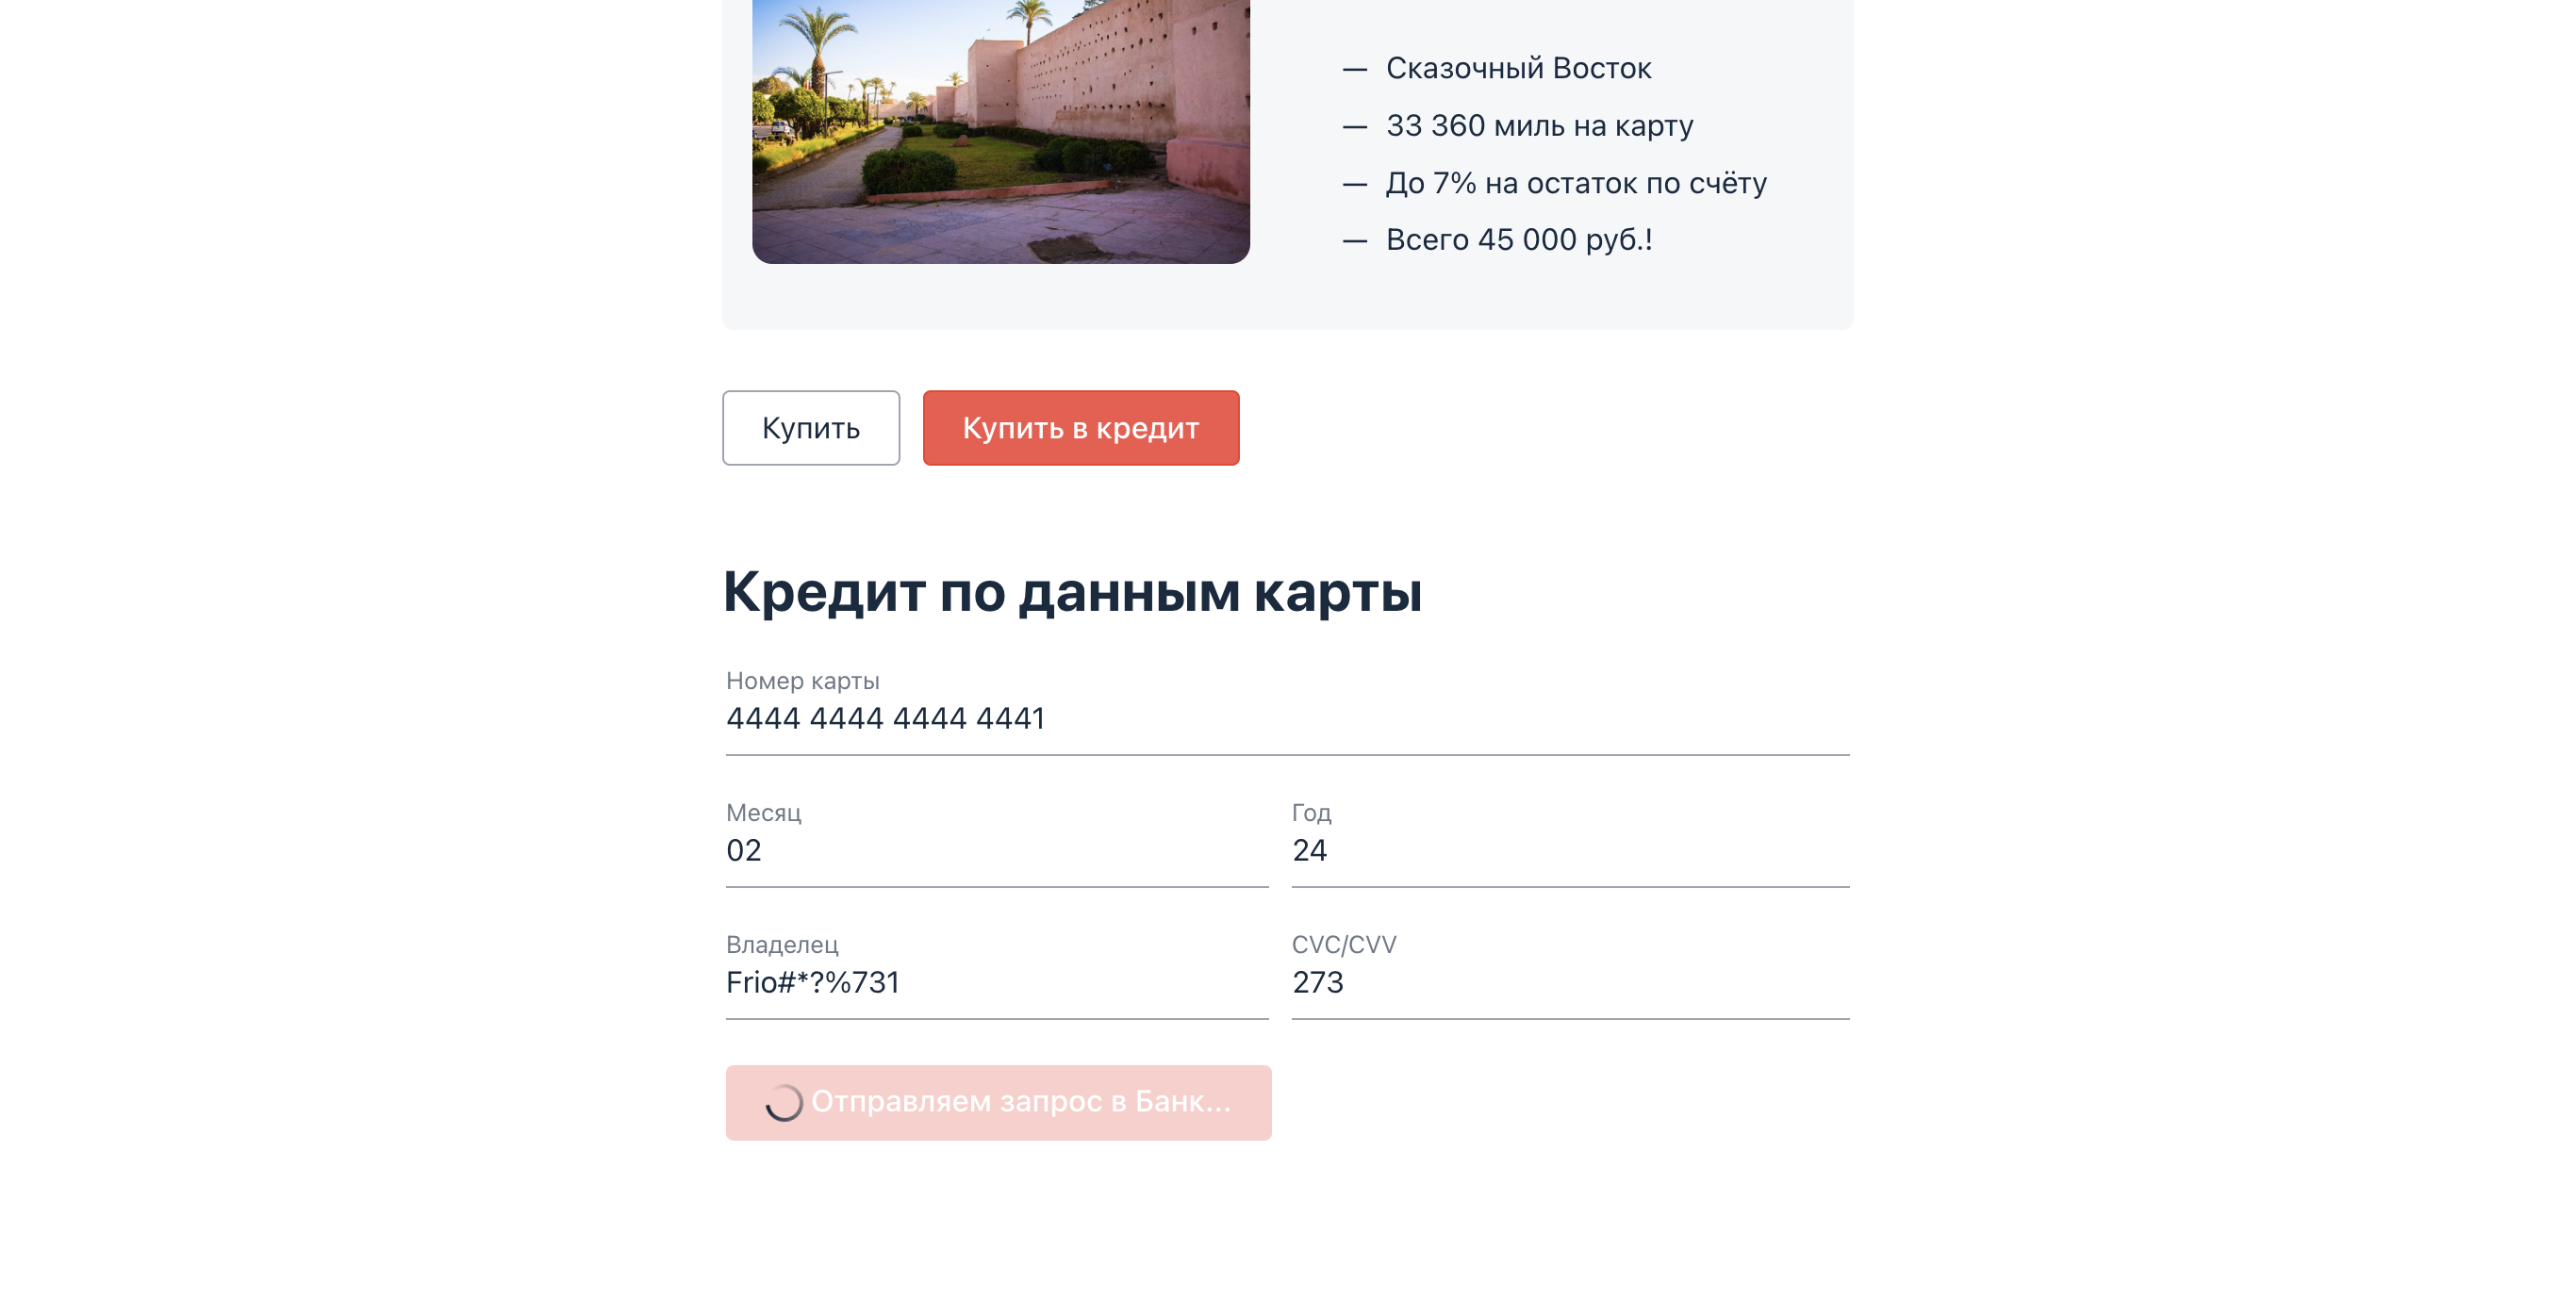 — Сказочный Восток
— 33 360 миль на карту
— До 7% на остаток по счёту
— Всего 45 000 руб.!
Купить Купить в кредит
Кредит по данным карты
Номер карты
4444 4444 4444 4441
Месяц Год
02 24
Владелец CVC/CVV
Frio#*?%731 273
Отправляем запрос в Банк...